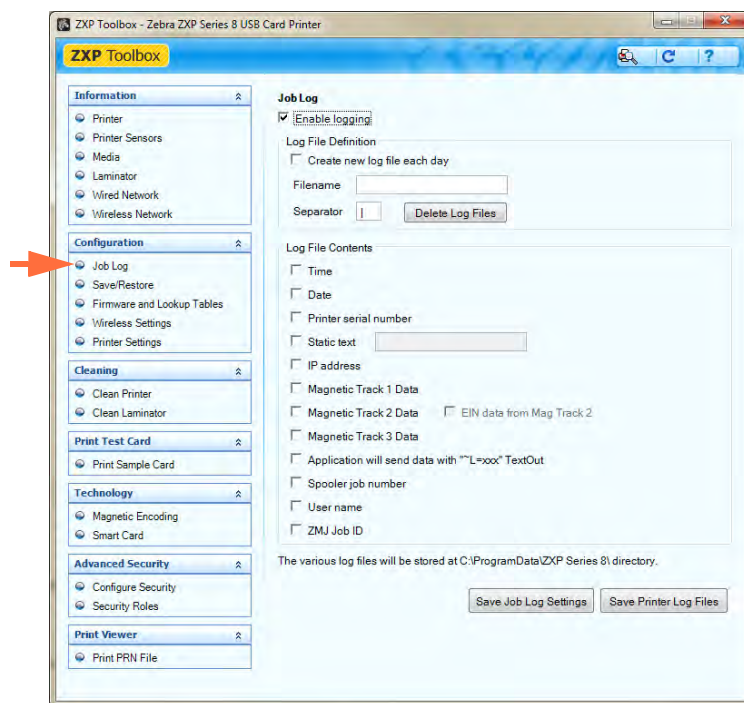 ZXP Toolbox - Zebra ZXP Series 8 USB Card Printer
ZXP Toolbox
?
Information
Printer
Printer Sensors
Media
Laminator
Wired Network
Wireless Network
Configuration
Job Log
Save/Restore
Firmware and Lookup Tables
Wireless Settings
Printer Settings
Cleaning
Clean Printer
Clean Laminator
Print Test Card
Print Sample Card
Technology
Magnetic Encoding
Smart Card
Advanced Security
Configure Security
Security Roles
Print Viewer
Print PRN File
Job Log
Enable logging
Log File Definition
Create new log file each day
Filename
Separator |
Delete Log Files
Log File Contents
Time
Date
Printer serial number
Static text
IP address
Magnetic Track 1 Data
Magnetic Track 2 Data EIN data from Mag Track 2
Magnetic Track 3 Data
Application will send data with "~L=xxx" TextOut
Spooler job number
User name
ZMJ Job ID
The various log files will be stored at C:\ProgramData\ZXP Series 8\ directory.
Save Job Log Settings Save Printer Log Files